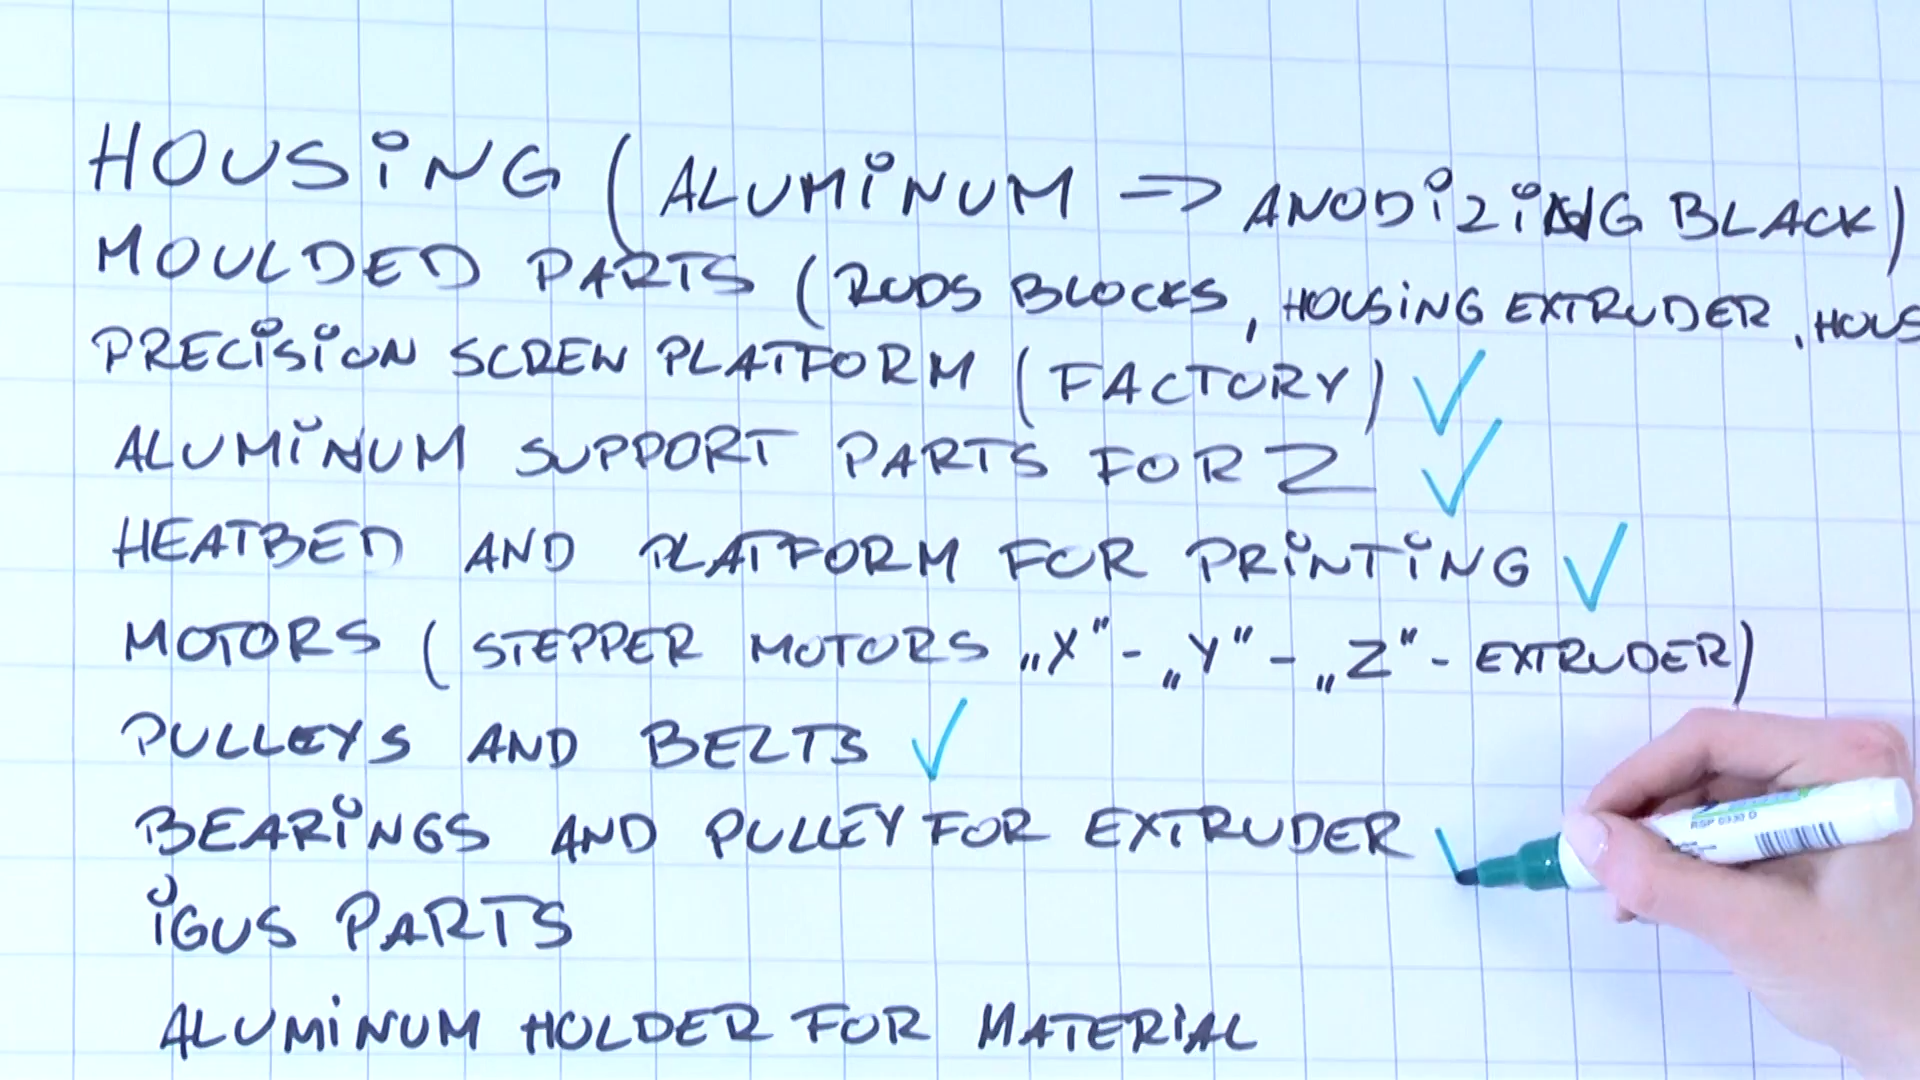 HOUSING (ALUMINUM => ANODIZING BLACK)
MOULDED PARTS (RODS BLOCKS, HOUSING EXTRUDER, HOUS
PRECISION SCREW PLATFORM (FACTORY) ✓
ALUMINUM SUPPORT PARTS FOR Z ✓
HEATBED AND PLATFORM FOR PRINTING ✓
MOTORS (STEPPER MOTORS „X" - „Y" - „Z" - EXTRUDER)
PULLEYS AND BELTS ✓
BEARINGS AND PULLEY FOR EXTRUDER
IGUS PARTS
ALUMINUM HOLDER FOR MATERIAL
RSP 0330 D